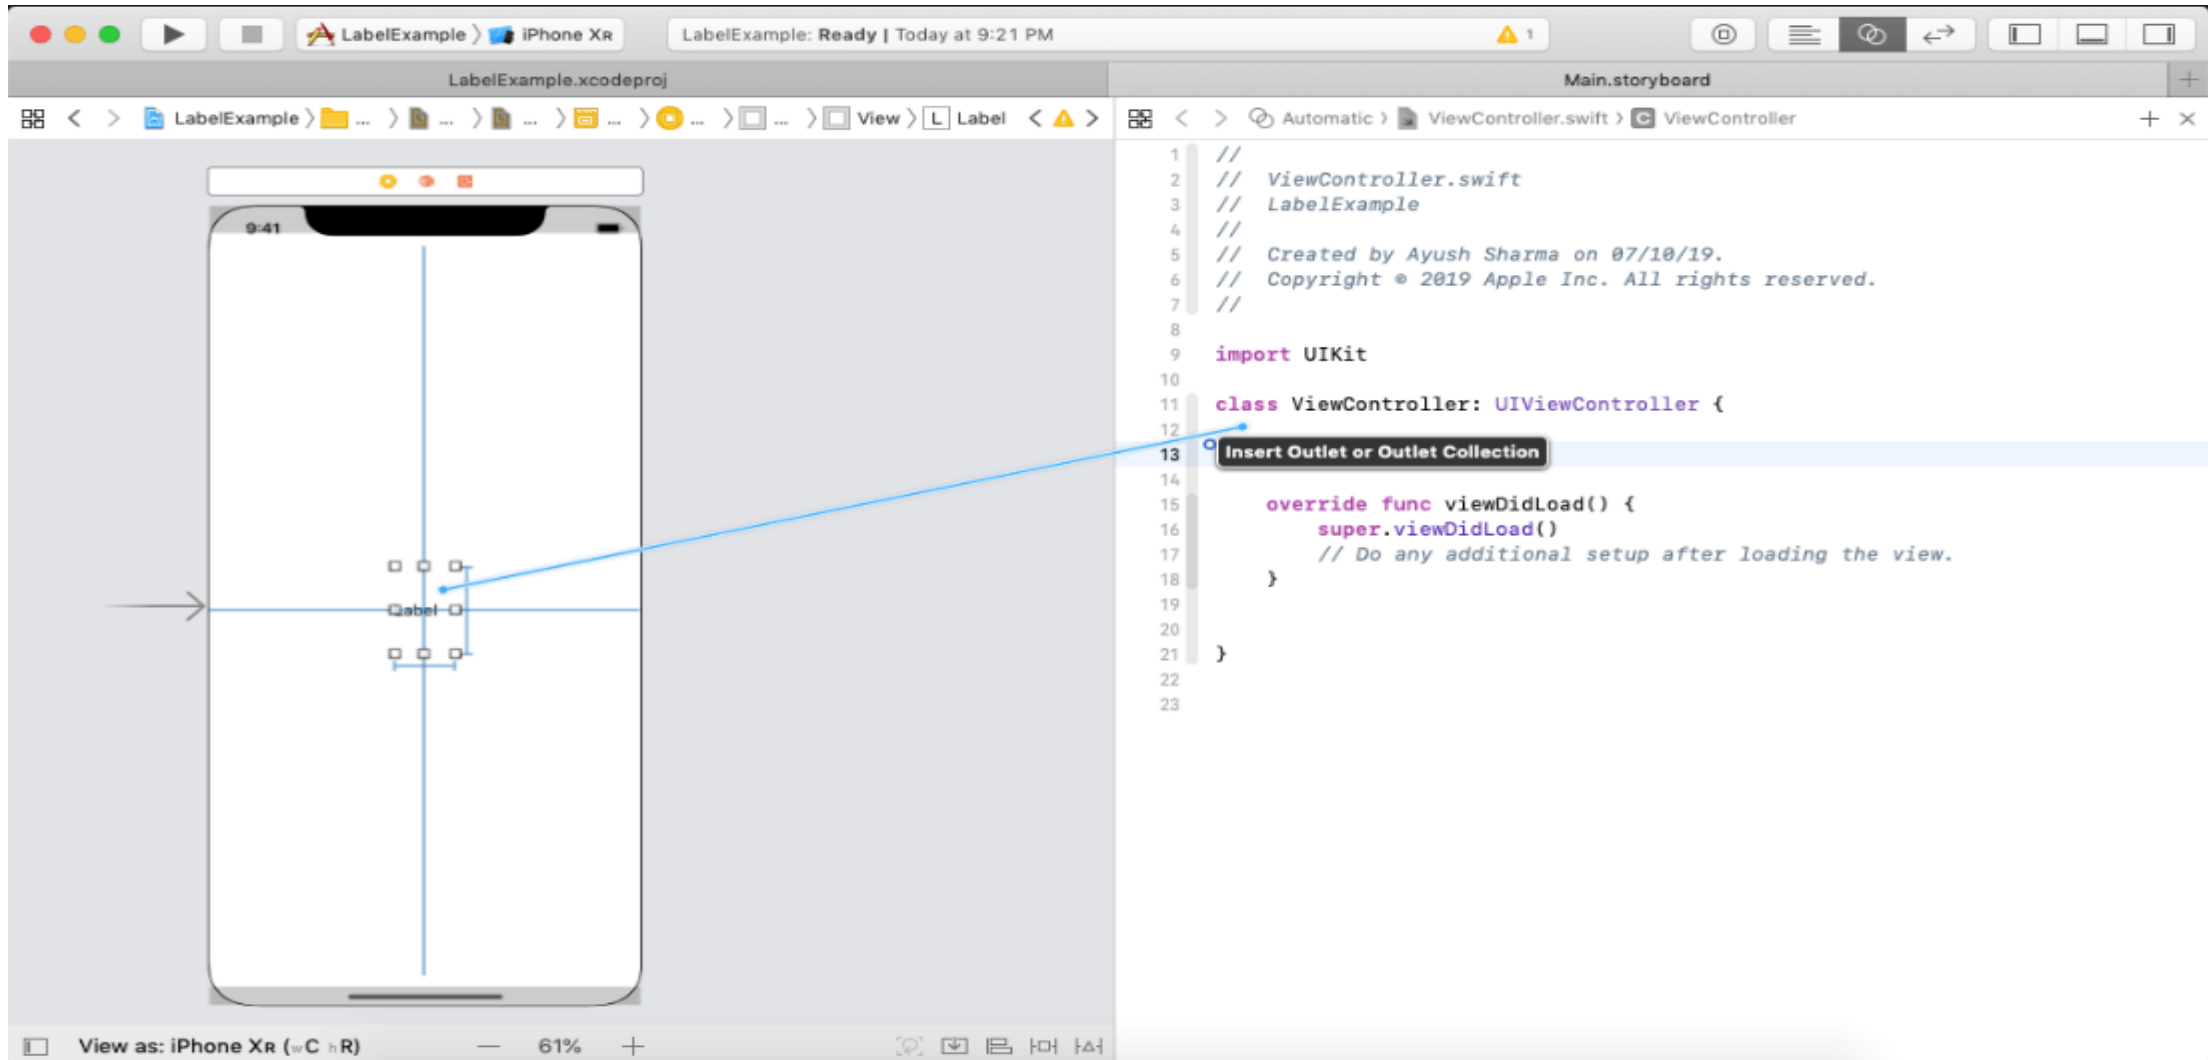 LabelExample 〉 iPhone XR
LabelExample: Ready | Today at 9:21 PM
1
LabelExample.xcodeproj
Main.storyboard
LabelExample 〉 ... 〉 ... 〉 ... 〉 ... 〉 ... 〉 ... 〉 View 〉 L Label
Automatic 〉 ViewController.swift 〉 C ViewController
9:41
Label
1 //
2 //  ViewController.swift
3 //  LabelExample
4 //
5 //  Created by Ayush Sharma on 07/10/19.
6 //  Copyright © 2019 Apple Inc. All rights reserved.
7 //
8
9 import UIKit
10
11 class ViewController: UIViewController {
12
13 Insert Outlet or Outlet Collection
14
15     override func viewDidLoad() {
16         super.viewDidLoad()
17         // Do any additional setup after loading the view.
18     }
19
20
21 }
22
23
View as: iPhone XR (wC hR)
— 61% +